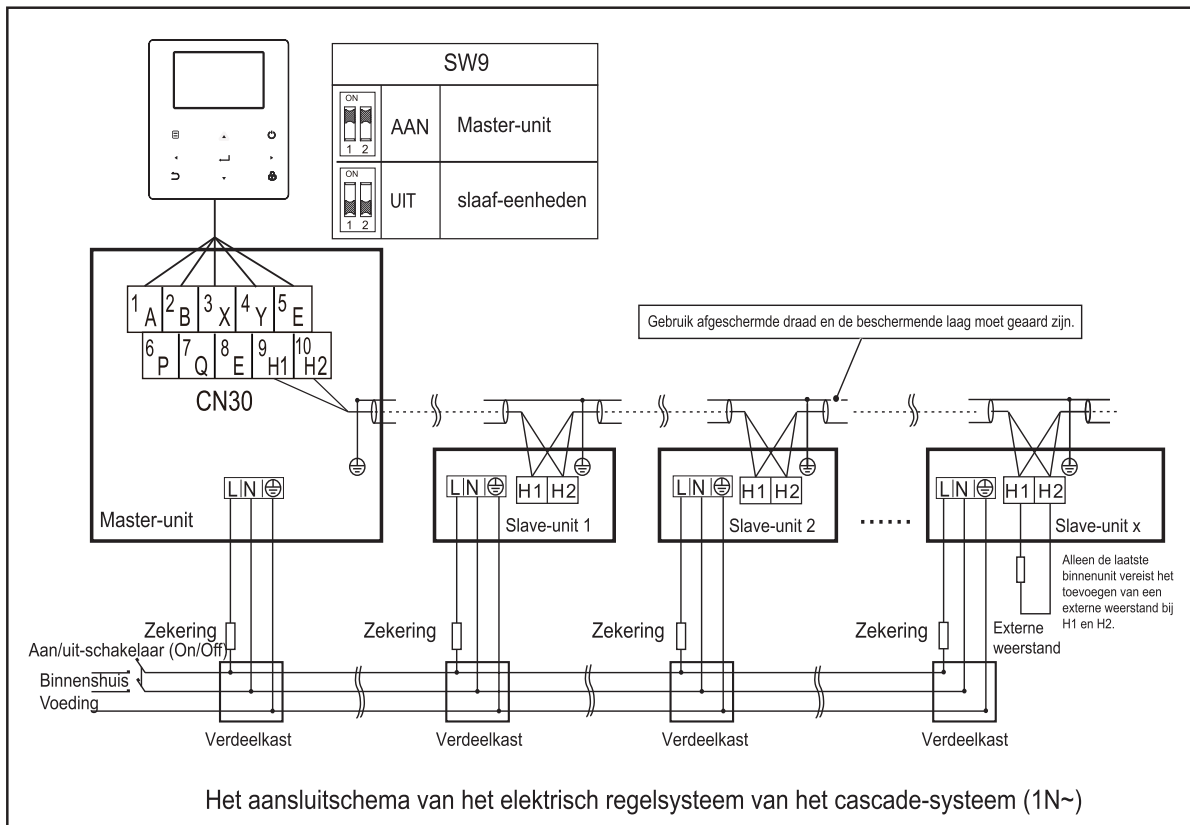 SW9
ON
1 2
AAN
Master-unit
ON
1 2
UIT
slaaf-eenheden
1 A 2 B 3 X 4 Y 5 E
6 P 7 Q 8 E 9 H1 10 H2
CN30
Gebruik afgeschermde draad en de beschermende laag moet geaard zijn.
L N
Master-unit
L N
H1 H2
Slave-unit 1
L N
H1 H2
Slave-unit 2
......
L N
H1 H2
Slave-unit x
Alleen de laatste
binnenunit vereist het
toevoegen van een
externe weerstand bij
H1 en H2.
Externe
weerstand
Zekering
Zekering
Zekering
Zekering
Aan/uit-schakelaar (On/Off)
Binnenshuis
Voeding
Verdeelkast
Verdeelkast
Verdeelkast
Verdeelkast
Het aansluitschema van het elektrisch regelsysteem van het cascade-systeem (1N~)